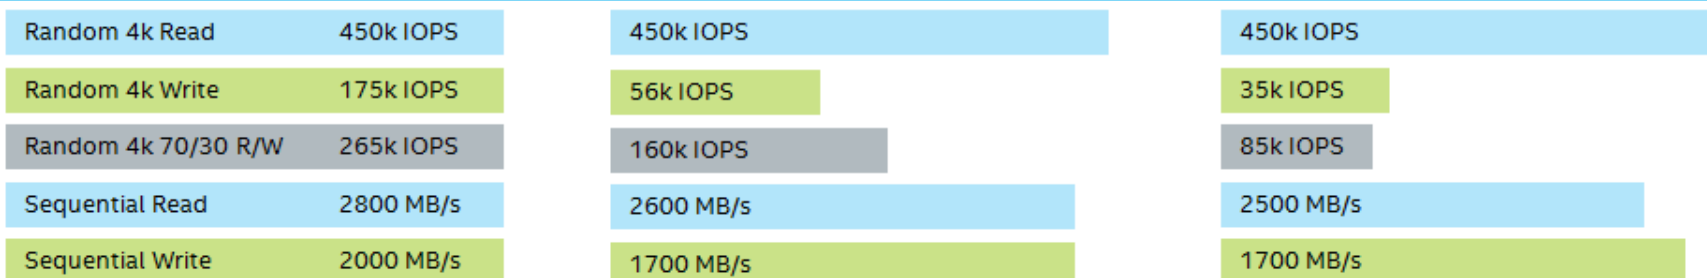 Random 4k Read 450k IOPS 450k IOPS 450k IOPS
Random 4k Write 175k IOPS 56k IOPS 35k IOPS
Random 4k 70/30 R/W 265k IOPS 160k IOPS 85k IOPS
Sequential Read 2800 MB/s 2600 MB/s 2500 MB/s
Sequential Write 2000 MB/s 1700 MB/s 1700 MB/s